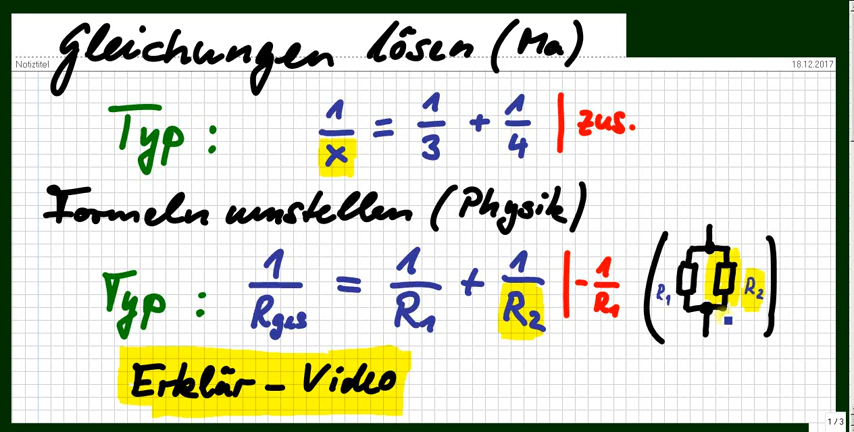 Gleichungen lösen (Ma)
Notiztitel 18.12.2017
Typ: 1/x = 1/3 + 1/4 | zus.
Formeln umstellen (Physik)
Typ: 1/Rges = 1/R1 + 1/R2 | - 1/R1 (R1 R2)
Erklär-Video
1 / 3